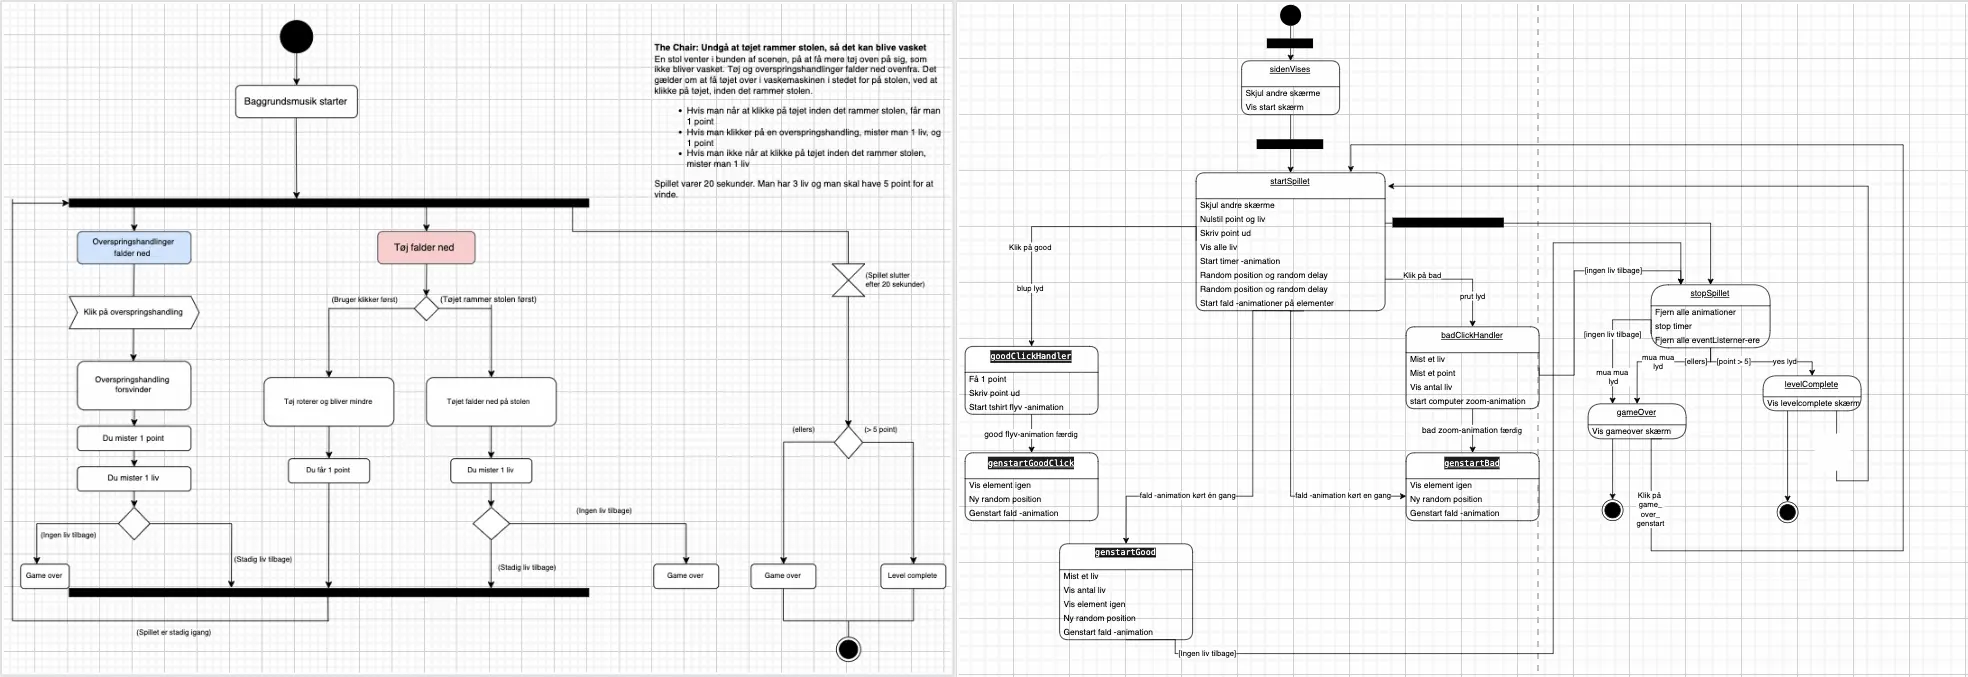 Baggrundsmusik starter
The Chair: Undgå at tøjet rammer stolen, så det kan blive vasket
En stol venter i bunden af scenen, på at få mere tøj oven på sig, som
ikke bliver vasket. Tøj og overspringshandlinger falder ned ovenfra. Det
gælder om at få tøjet over i vaskemaskinen i stedet for på stolen, ved at
klikke på tøjet, inden det rammer stolen.
• Hvis man når at klikke på tøjet inden det rammer stolen, får man
1 point
• Hvis man klikker på en overspringhandling, mister man 1 liv, og
1 point
• Hvis man ikke når at klikke på tøjet inden det rammer stolen,
mister man 1 liv
Spillet varer 20 sekunder. Man har 3 liv og man skal have 5 point for at
vinde.
Overspringshandlinger
falder ned
Tøj falder ned
(Spillet slutter
efter 20 sekunder)
(Bruger klikker først)
(Tøjet rammer stolen først)
Klik på overspringshandling
Overspringshandling
forsvinder
Tøj roterer og bliver mindre
Tøjet falder ned på stolen
Du mister 1 point
(ellers)
(> 5 point)
Du mister 1 liv
Du får 1 point
Du mister 1 liv
(Ingen liv tilbage)
(Ingen liv tilbage)
(Stadig liv tilbage)
(Stadig liv tilbage)
Game over
Game over
Game over
Level complete
(Spillet er stadig igang)
sidenVises
Skjul andre skærme
Vis start skærm
startSpillet
Skjul andre skærme
Nulstil point og liv
Skriv point ud
Vis alle liv
Start timer -animation
Random position og random delay
Random position og random delay
Start fald -animationer på elementer
Klik på good
blup lyd
Klik på bad
prut lyd
goodClickHandler
Få 1 point
Skriv point ud
Start tshirt flyv -animation
good flyv-animation færdig
genstartGoodClick
Vis element igen
Ny random position
Genstart fald -animation
badClickHandler
Mist et liv
Mist et point
Vis antal liv
start computer zoom-animation
bad zoom-animation færdig
genstartBad
Vis element igen
Ny random position
Genstart fald -animation
fald -animation kørt én gang
fald -animation kørt en gang
genstartGood
Mist et liv
Vis antal liv
Vis element igen
Ny random position
Genstart fald -animation
[Ingen liv tilbage]
[ingen liv tilbage]
stopSpillet
Fjern alle animationer
stop timer
Fjern alle eventListerner-ere
[ingen liv tilbage]
mua mua
lyd
mua mua
lyd
[ellers]
[point > 5]
yes lyd
levelComplete
Vis levelcomplete skærm
gameOver
Vis gameover skærm
Klik på
game_
over_
genstart